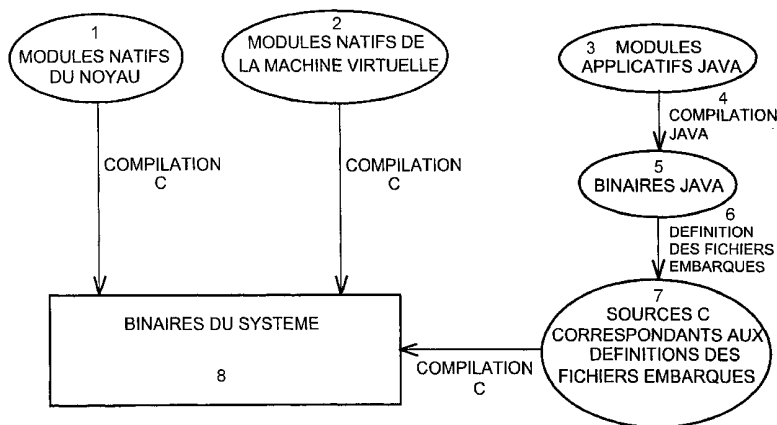 1
MODULES NATIFS
DU NOYAU
2
MODULES NATIFS DE
LA MACHINE VIRTUELLE
3 MODULES
APPLICATIFS JAVA
4
COMPILATION
JAVA
COMPILATION
C
COMPILATION
C
5
BINAIRES JAVA
6
DEFINITION
DES FICHIERS
EMBARQUES
7
SOURCES C
CORRESPONDANTS AUX
DEFINITIONS DES
FICHIERS EMBARQUES
BINAIRES DU SYSTEME
8
COMPILATION
C